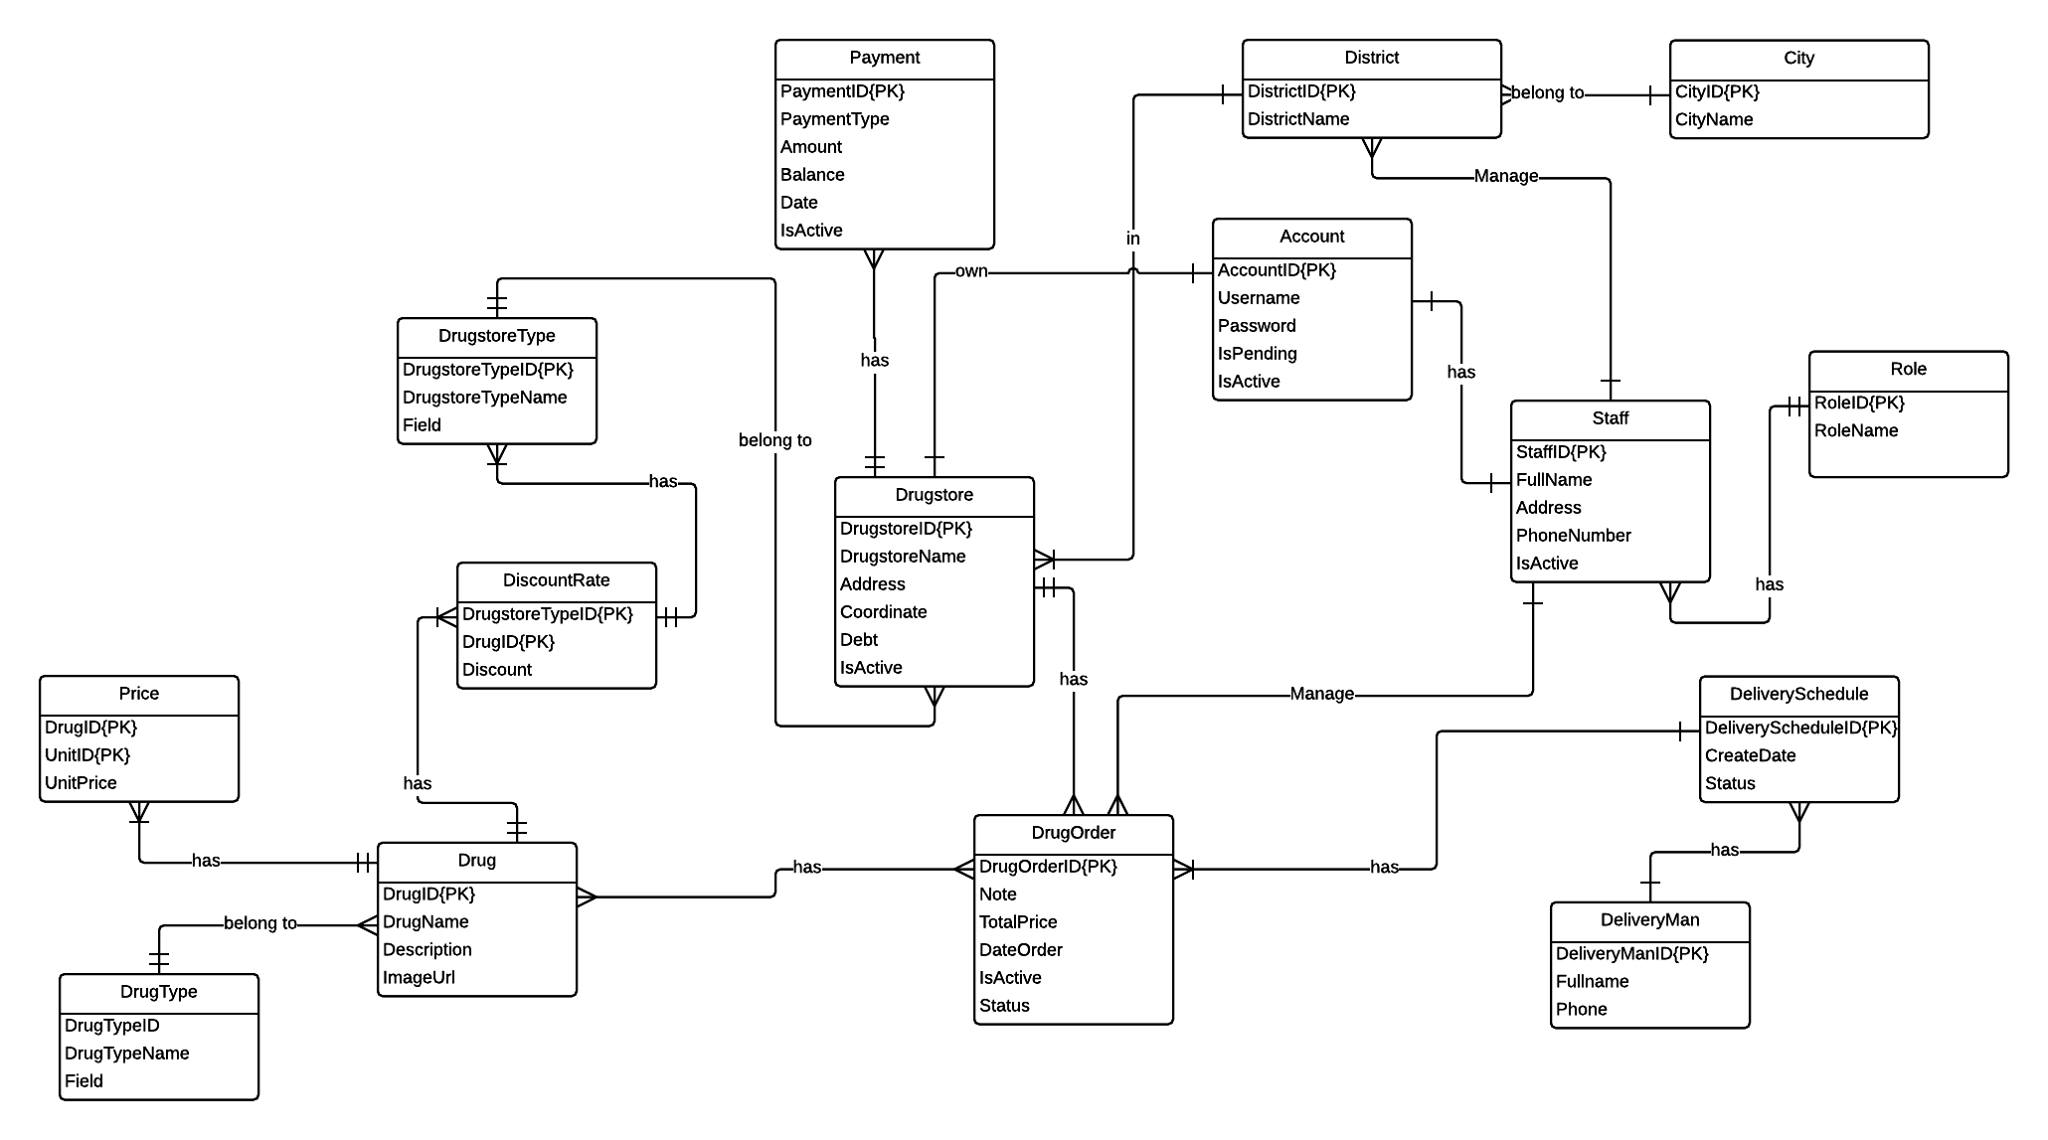 Payment
PaymentID{PK}
PaymentType
Amount
Balance
Date
IsActive
District
DistrictID{PK}
DistrictName
belong to
City
CityID{PK}
CityName
Manage
in
own
Account
AccountID{PK}
Username
Password
IsPending
IsActive
has
has
DrugstoreType
DrugstoreTypeID{PK}
DrugstoreTypeName
Field
belong to
has
Role
RoleID{PK}
RoleName
Staff
StaffID{PK}
FullName
Address
PhoneNumber
IsActive
has
Drugstore
DrugstoreID{PK}
DrugstoreName
Address
Coordinate
Debt
IsActive
has
Manage
DiscountRate
DrugstoreTypeID{PK}
DrugID{PK}
Discount
has
Price
DrugID{PK}
UnitID{PK}
UnitPrice
has
Drug
DrugID{PK}
DrugName
Description
ImageUrl
belong to
DrugType
DrugTypeID
DrugTypeName
Field
has
DrugOrder
DrugOrderID{PK}
Note
TotalPrice
DateOrder
IsActive
Status
has
DeliverySchedule
DeliveryScheduleID{PK}
CreateDate
Status
has
DeliveryMan
DeliveryManID{PK}
Fullname
Phone